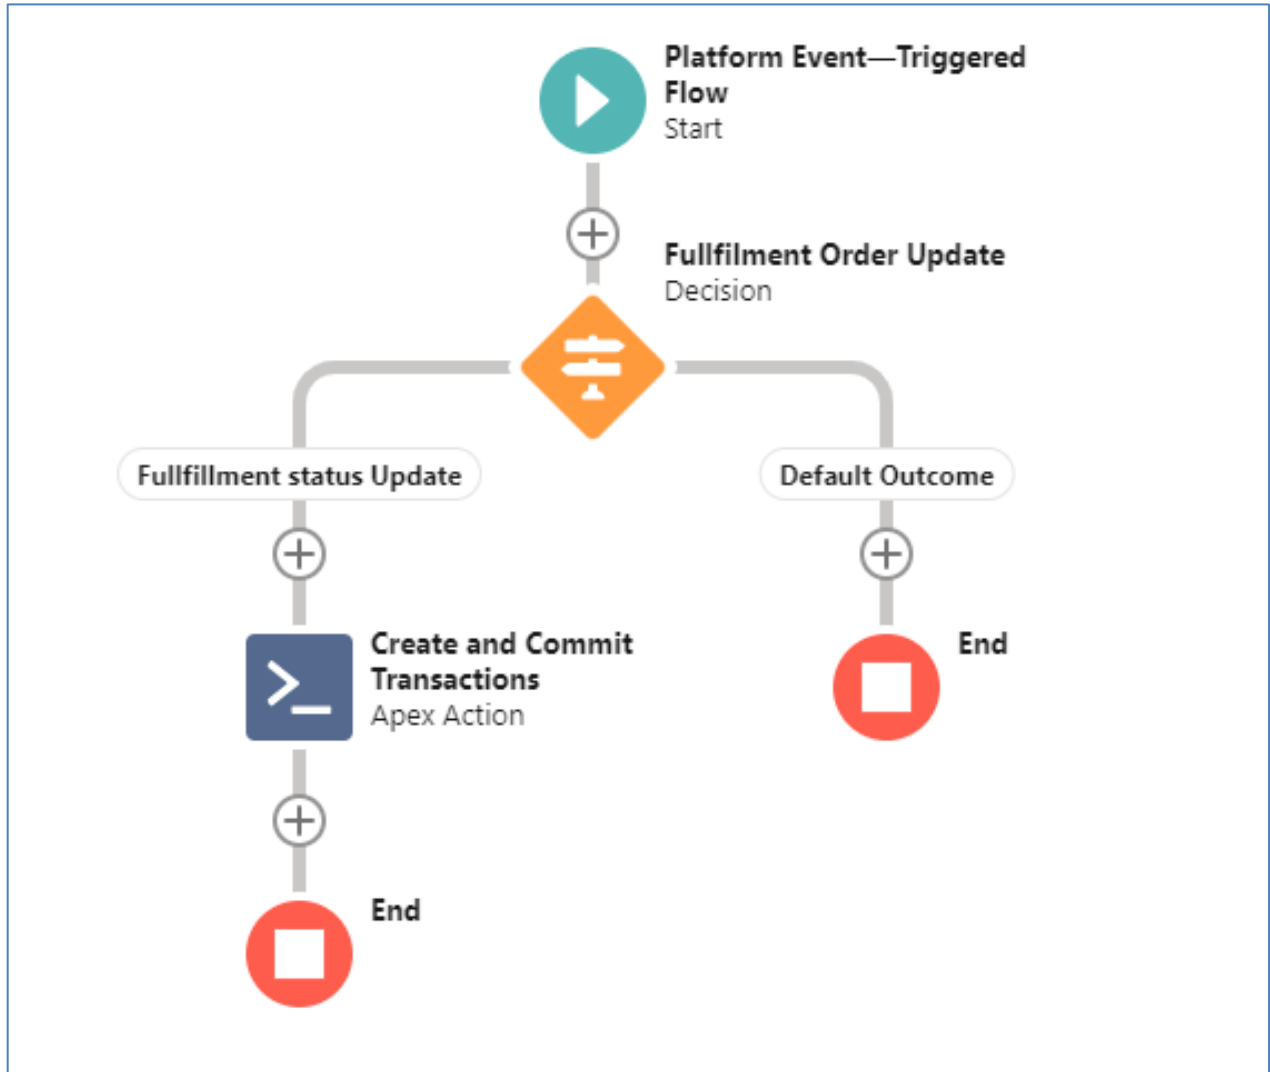 Platform Event—Triggered
Flow
Start
Fullfilment Order Update
Decision
Fullfillment status Update
Default Outcome
Create and Commit
Transactions
Apex Action
End
End